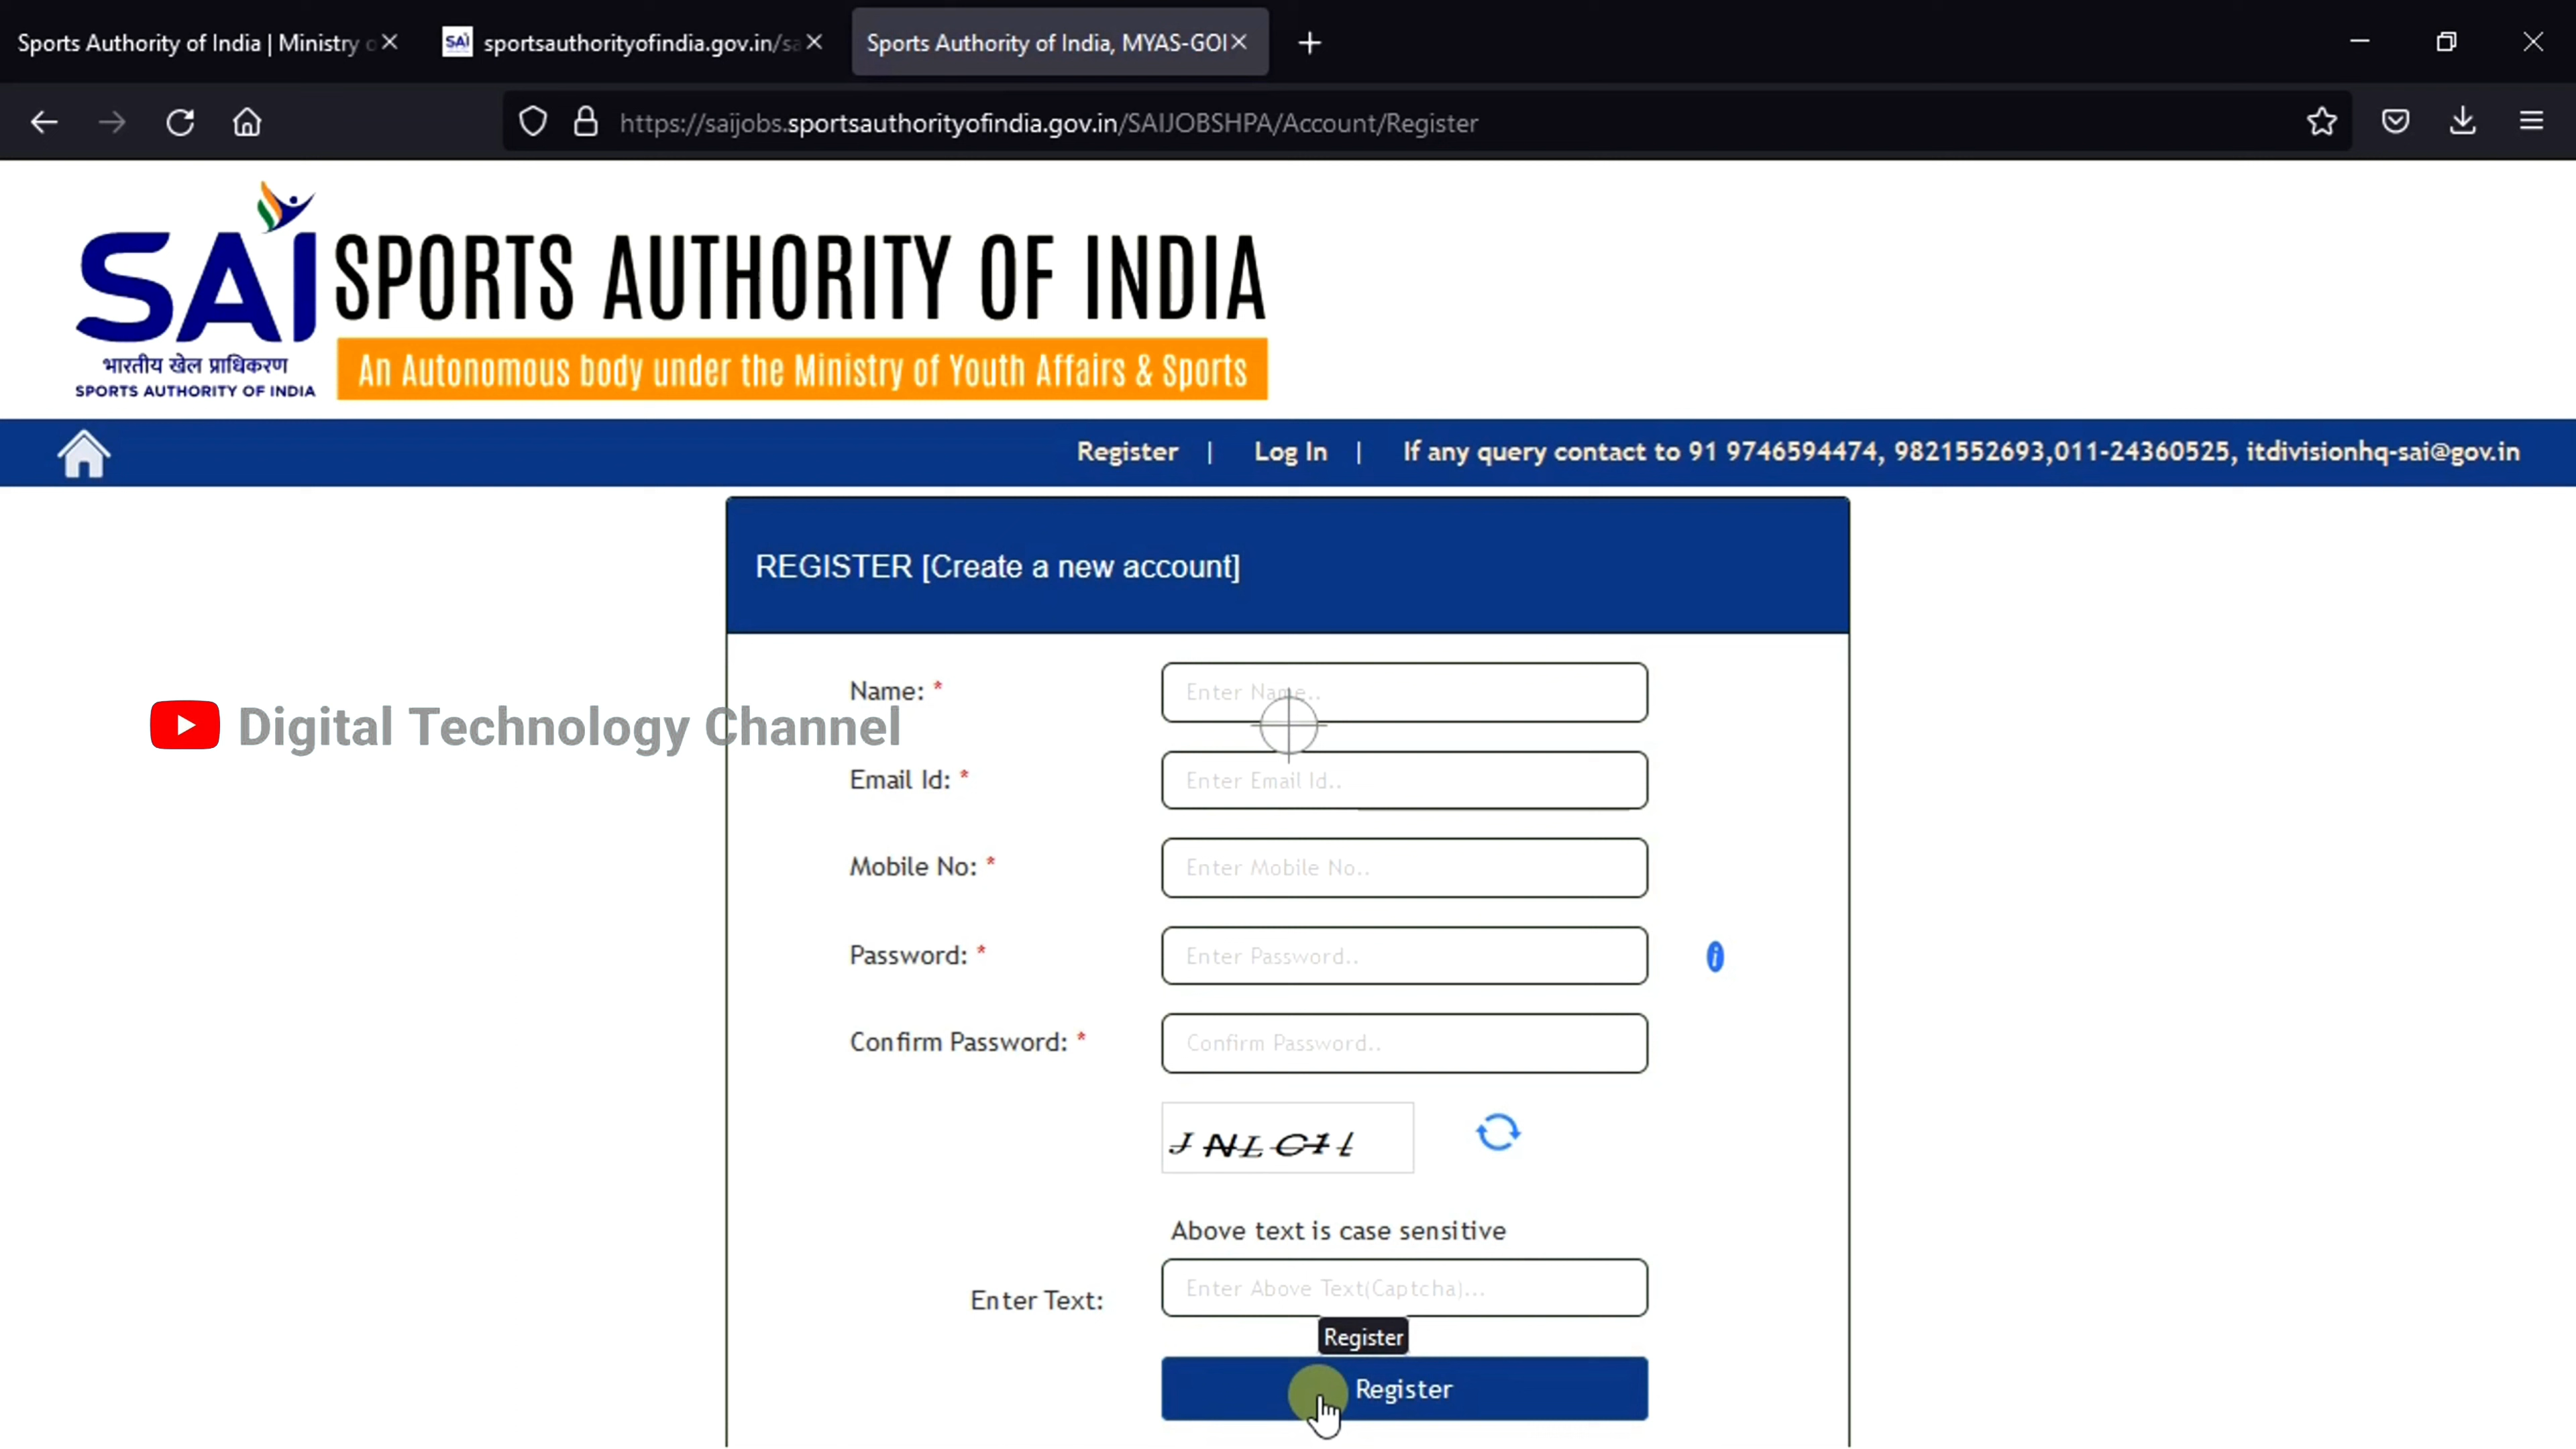 Sports Authority of India | Ministry o
sportsauthorityofindia.gov.in/sa
Sports Authority of India, MYAS-GOI
https://saijobs.sportsauthorityofindia.gov.in/SAIJOBSHPA/Account/Register
SAI
भारतीय खेल प्राधिकरण
SPORTS AUTHORITY OF INDIA
SPORTS AUTHORITY OF INDIA
An Autonomous body under the Ministry of Youth Affairs & Sports
Register | Log In | If any query contact to 91 9746594474, 9821552693,011-24360525, itdivisionhq-sai@gov.in
REGISTER [Create a new account]
Name: * Enter Name..
Digital Technology Channel
Email Id: * Enter Email Id..
Mobile No: * Enter Mobile No..
Password: * Enter Password..
Confirm Password: * Confirm Password..
Above text is case sensitive
Enter Text: Enter Above Text(Captcha)...
Register
Register